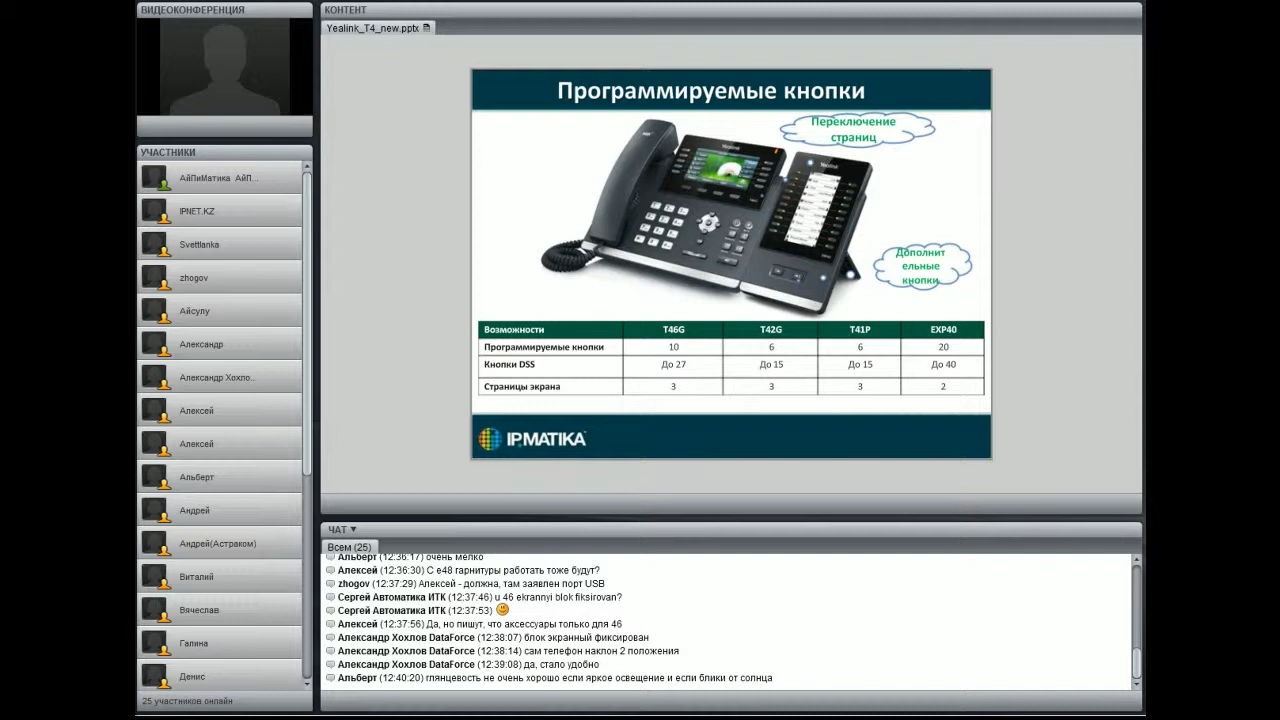 ВИДЕОКОНФЕРЕНЦИЯ
УЧАСТНИКИ
АйПиМатика АйП...
IPNET.KZ
Svettlanka
zhogov
Айсулу
Александр
Александр Хохло...
Алексей
Алексей
Альберт
Андрей
Андрей(Астраком)
Виталий
Вячеслав
Галина
Денис
25 участников онлайн
КОНТЕНТ
Yealink_T4_new.pptx
Программируемые кнопки
Переключение
страниц
Дополнит
ельные
кнопки
Возможности T46G T42G T41P EXP40
Программируемые кнопки 10 6 6 20
Кнопки DSS До 27 До 15 До 15 До 40
Страницы экрана 3 3 3 2
IPMATIKA
ЧАТ
Всем (25)
Альберт (12:36:17) очень мелко
Алексей (12:36:30) С e48 гарнитуры работать тоже будут?
zhogov (12:37:29) Алексей - должна, там заявлен порт USB
Сергей Автоматика ИТК (12:37:46) u 46 ekrannyi blok fiksirovan?
Сергей Автоматика ИТК (12:37:53)
Алексей (12:37:56) Да, но пишут, что аксессуары только для 46
Александр Хохлов DataForce (12:38:07) блок экранный фиксирован
Александр Хохлов DataForce (12:38:14) сам телефон наклон 2 положения
Александр Хохлов DataForce (12:39:08) да, стало удобно
Альберт (12:40:20) глянцевость не очень хорошо если яркое освещение и если блики от солнца